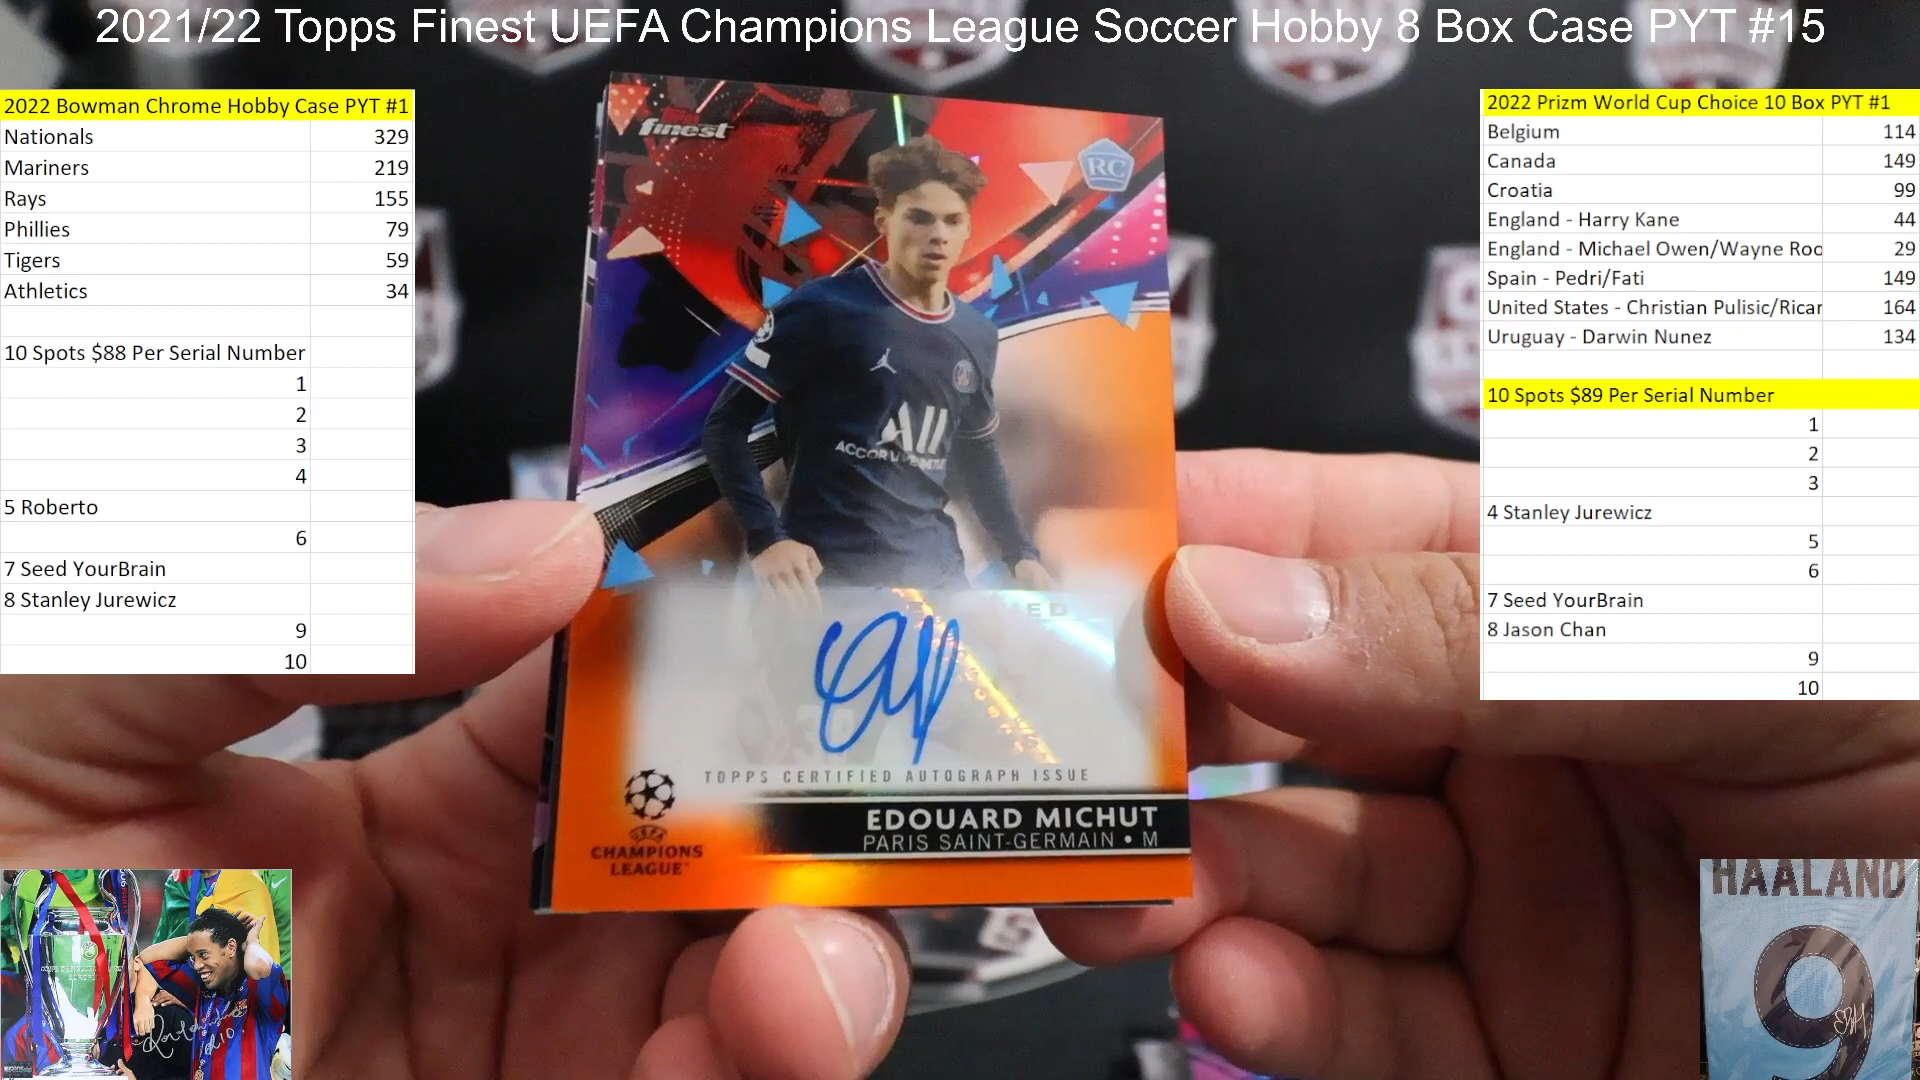 2021/22 Topps Finest UEFA Champions League Soccer Hobby 8 Box Case PYT #15
2022 Bowman Chrome Hobby Case PYT #1
Nationals 329
Mariners 219
Rays 155
Phillies 79
Tigers 59
Athletics 34
10 Spots $88 Per Serial Number
1
2
3
4
5 Roberto
6
7 Seed YourBrain
8 Stanley Jurewicz
9
10
finest
RC
All
TOPPS CERTIFIED AUTOGRAPH ISSUE
EDOUARD MICHUT
PARIS SAINT-GERMAIN • M
UEFA
CHAMPIONS
LEAGUE
2022 Prizm World Cup Choice 10 Box PYT #1
Belgium 114
Canada 149
Croatia 99
England - Harry Kane 44
England - Michael Owen/Wayne Roo 29
Spain - Pedri/Fati 149
United States - Christian Pulisic/Ricar 164
Uruguay - Darwin Nunez 134
10 Spots $89 Per Serial Number
1
2
3
4 Stanley Jurewicz
5
6
7 Seed YourBrain
8 Jason Chan
9
10
HAALAND
9